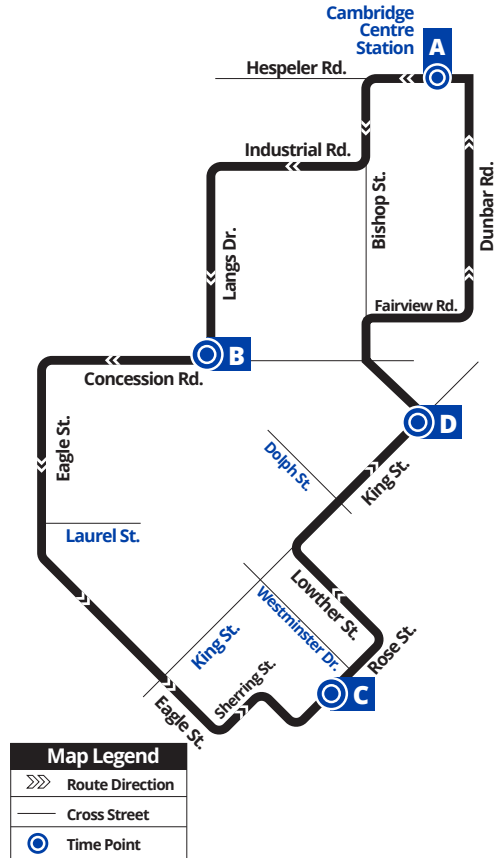 Cambridge
Centre
Station
A
Hespeler Rd.
Industrial Rd.
Bishop St.
Dunbar Rd.
Langs Dr.
Fairview Rd.
B
Concession Rd.
D
Eagle St.
Dolph St.
King St.
Laurel St.
Lowther St.
Westminster Dr.
King St.
Rose St.
Sherring St.
C
Eagle St.
Map Legend
Route Direction
Cross Street
Time Point